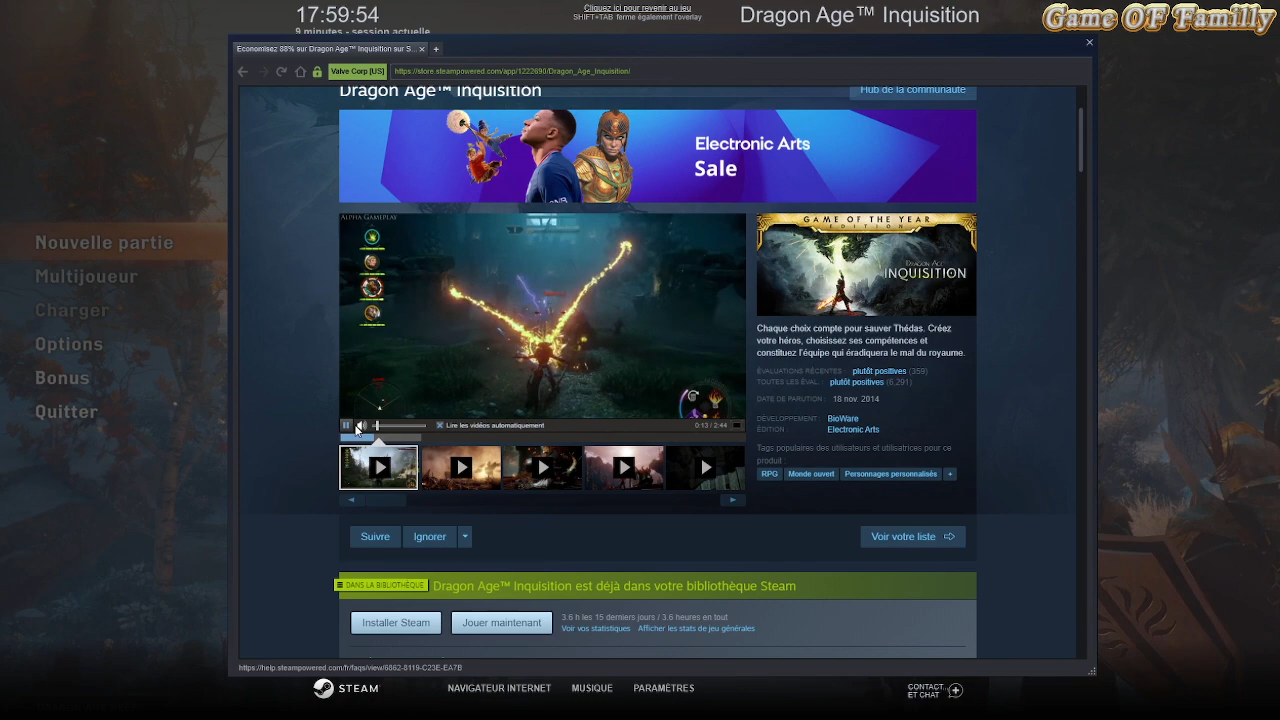 17:59:54
9 minutes - session actuelle
Cliquez ici pour revenir au jeu
SHIFT+TAB ferme également l'overlay
Dragon Age™ Inquisition
Game OF Familly
Economisez 88% sur Dragon Age™ Inquisition sur S...
Valve Corp [US]
https://store.steampowered.com/app/1222690/Dragon_Age_Inquisition/
Dragon Age™ Inquisition
Hub de la communauté
Electronic Arts
Sale
Nouvelle partie
Multijoueur
Charger
Options
Bonus
Quitter
ALPHA GAMEPLAY
GAME OF THE YEAR
EDITION
DRAGON AGE
INQUISITION
Chaque choix compte pour sauver Thédas. Créez
votre héros, choisissez ses compétences et
constituez l'équipe qui éradiquera le mal du royaume.
ÉVALUATIONS RÉCENTES : plutôt positives (359)
TOUTES LES ÉVAL. : plutôt positives (6,291)
DATE DE PARUTION : 18 nov. 2014
DÉVELOPPEMENT : BioWare
ÉDITION : Electronic Arts
Tags populaires des utilisateurs et utilisatrices pour ce
produit :
RPG Monde ouvert Personnages personnalisés +
Lire les vidéos automatiquement
0:13 / 2:44
Suivre
Ignorer
Voir votre liste
DANS LA BIBLIOTHÈQUE
Dragon Age™ Inquisition est déjà dans votre bibliothèque Steam
Installer Steam
Jouer maintenant
3.6 h les 15 derniers jours / 3.6 heures en tout
Voir vos statistiques Afficher les stats de jeu générales
https://help.steampowered.com/fr/faqs/view/6862-8119-C23E-EA7B
STEAM
NAVIGATEUR INTERNET
MUSIQUE
PARAMÈTRES
CONTACT
ET CHAT